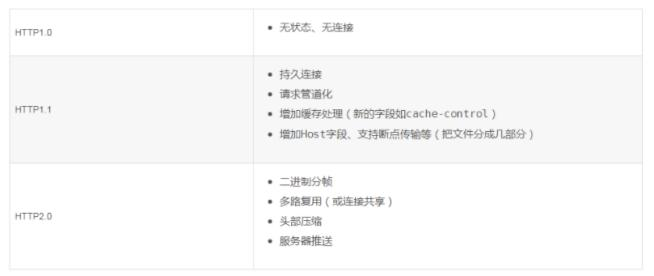 HTTP1.0
• 无状态、无连接
HTTP1.1
• 持久连接
• 请求管道化
• 增加缓存处理（新的字段如cache-control）
• 增加Host字段、支持断点传输等（把文件分成几部分）
HTTP2.0
• 二进制分帧
• 多路复用（或连接共享）
• 头部压缩
• 服务器推送